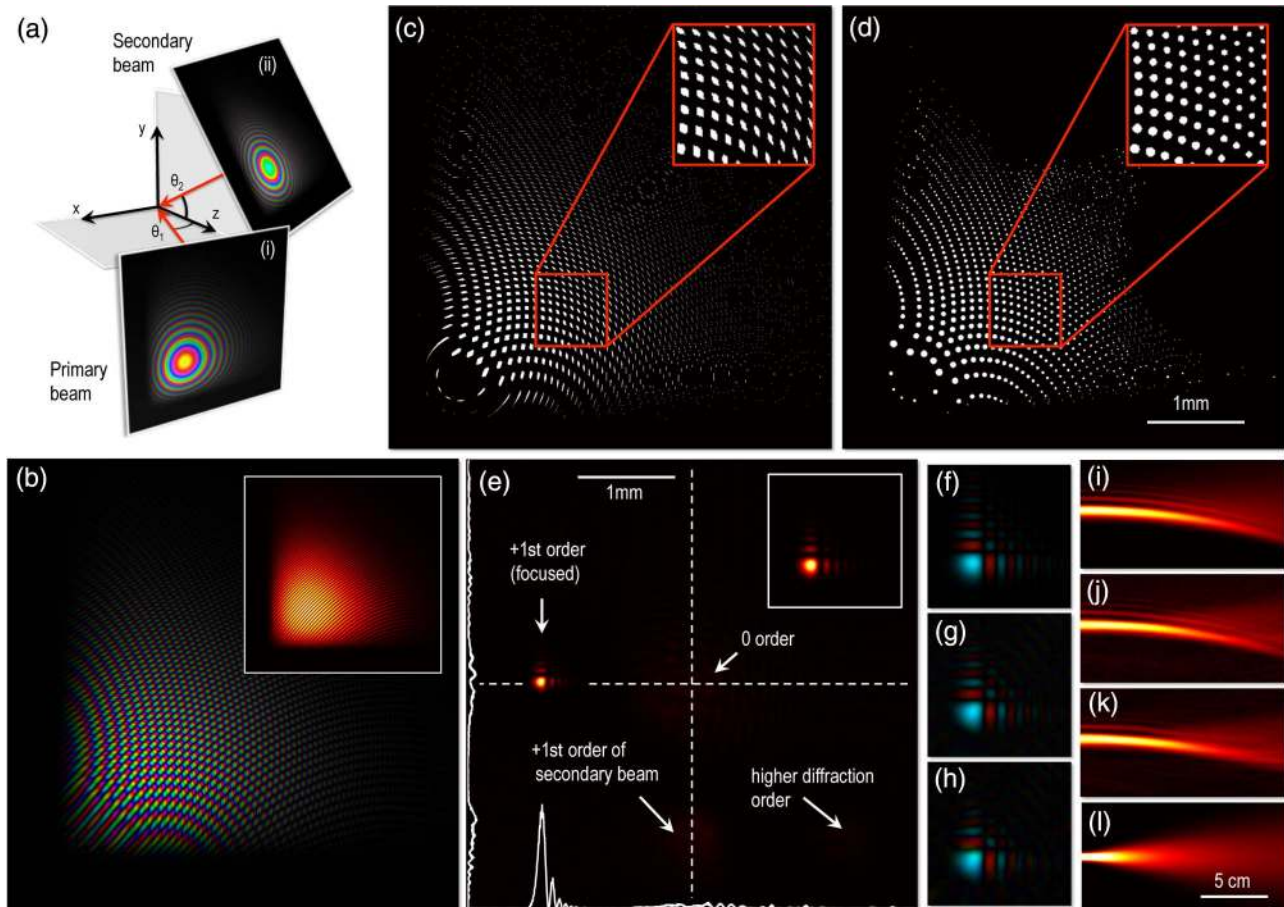 (a)
Secondary
beam
(ii)
y
θ2
x
z
θ1
(i)
Primary
beam
(c)
(d)
1mm
(b)
(e)
1mm
+1st order
(focused)
0 order
+1st order of
secondary beam
higher diffraction
order
(f)
(g)
(h)
(i)
(j)
(k)
(l)
5 cm